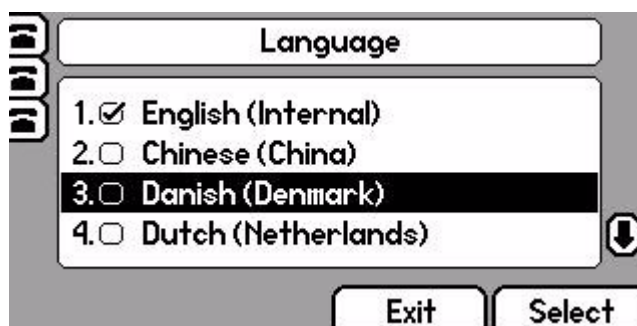 Language
1. English (Internal)
2. Chinese (China)
3. Danish (Denmark)
4. Dutch (Netherlands)
Exit Select